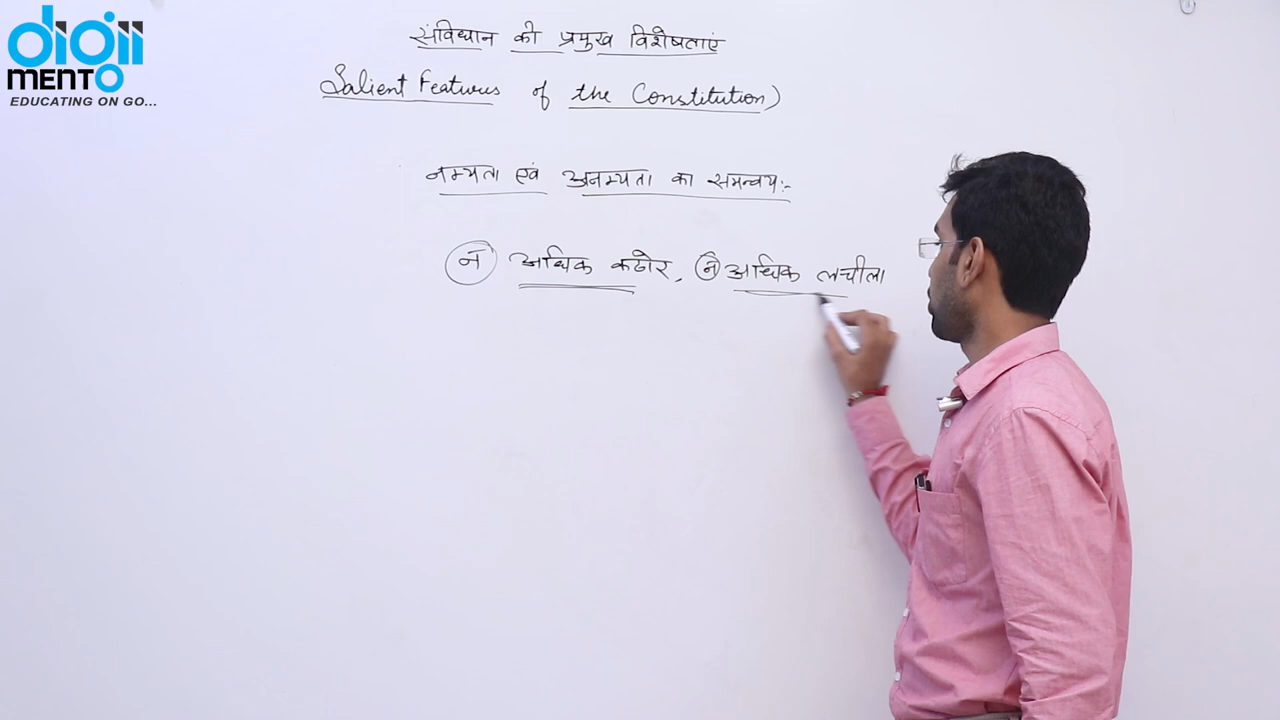 digii
MENTO
EDUCATING ON GO...
संविधान की प्रमुख विशेषताएं
Salient Features of the Constitution)
नम्यता एवं अनम्यता का समन्वय:-
न अधिक कठोर, न अधिक लचीला